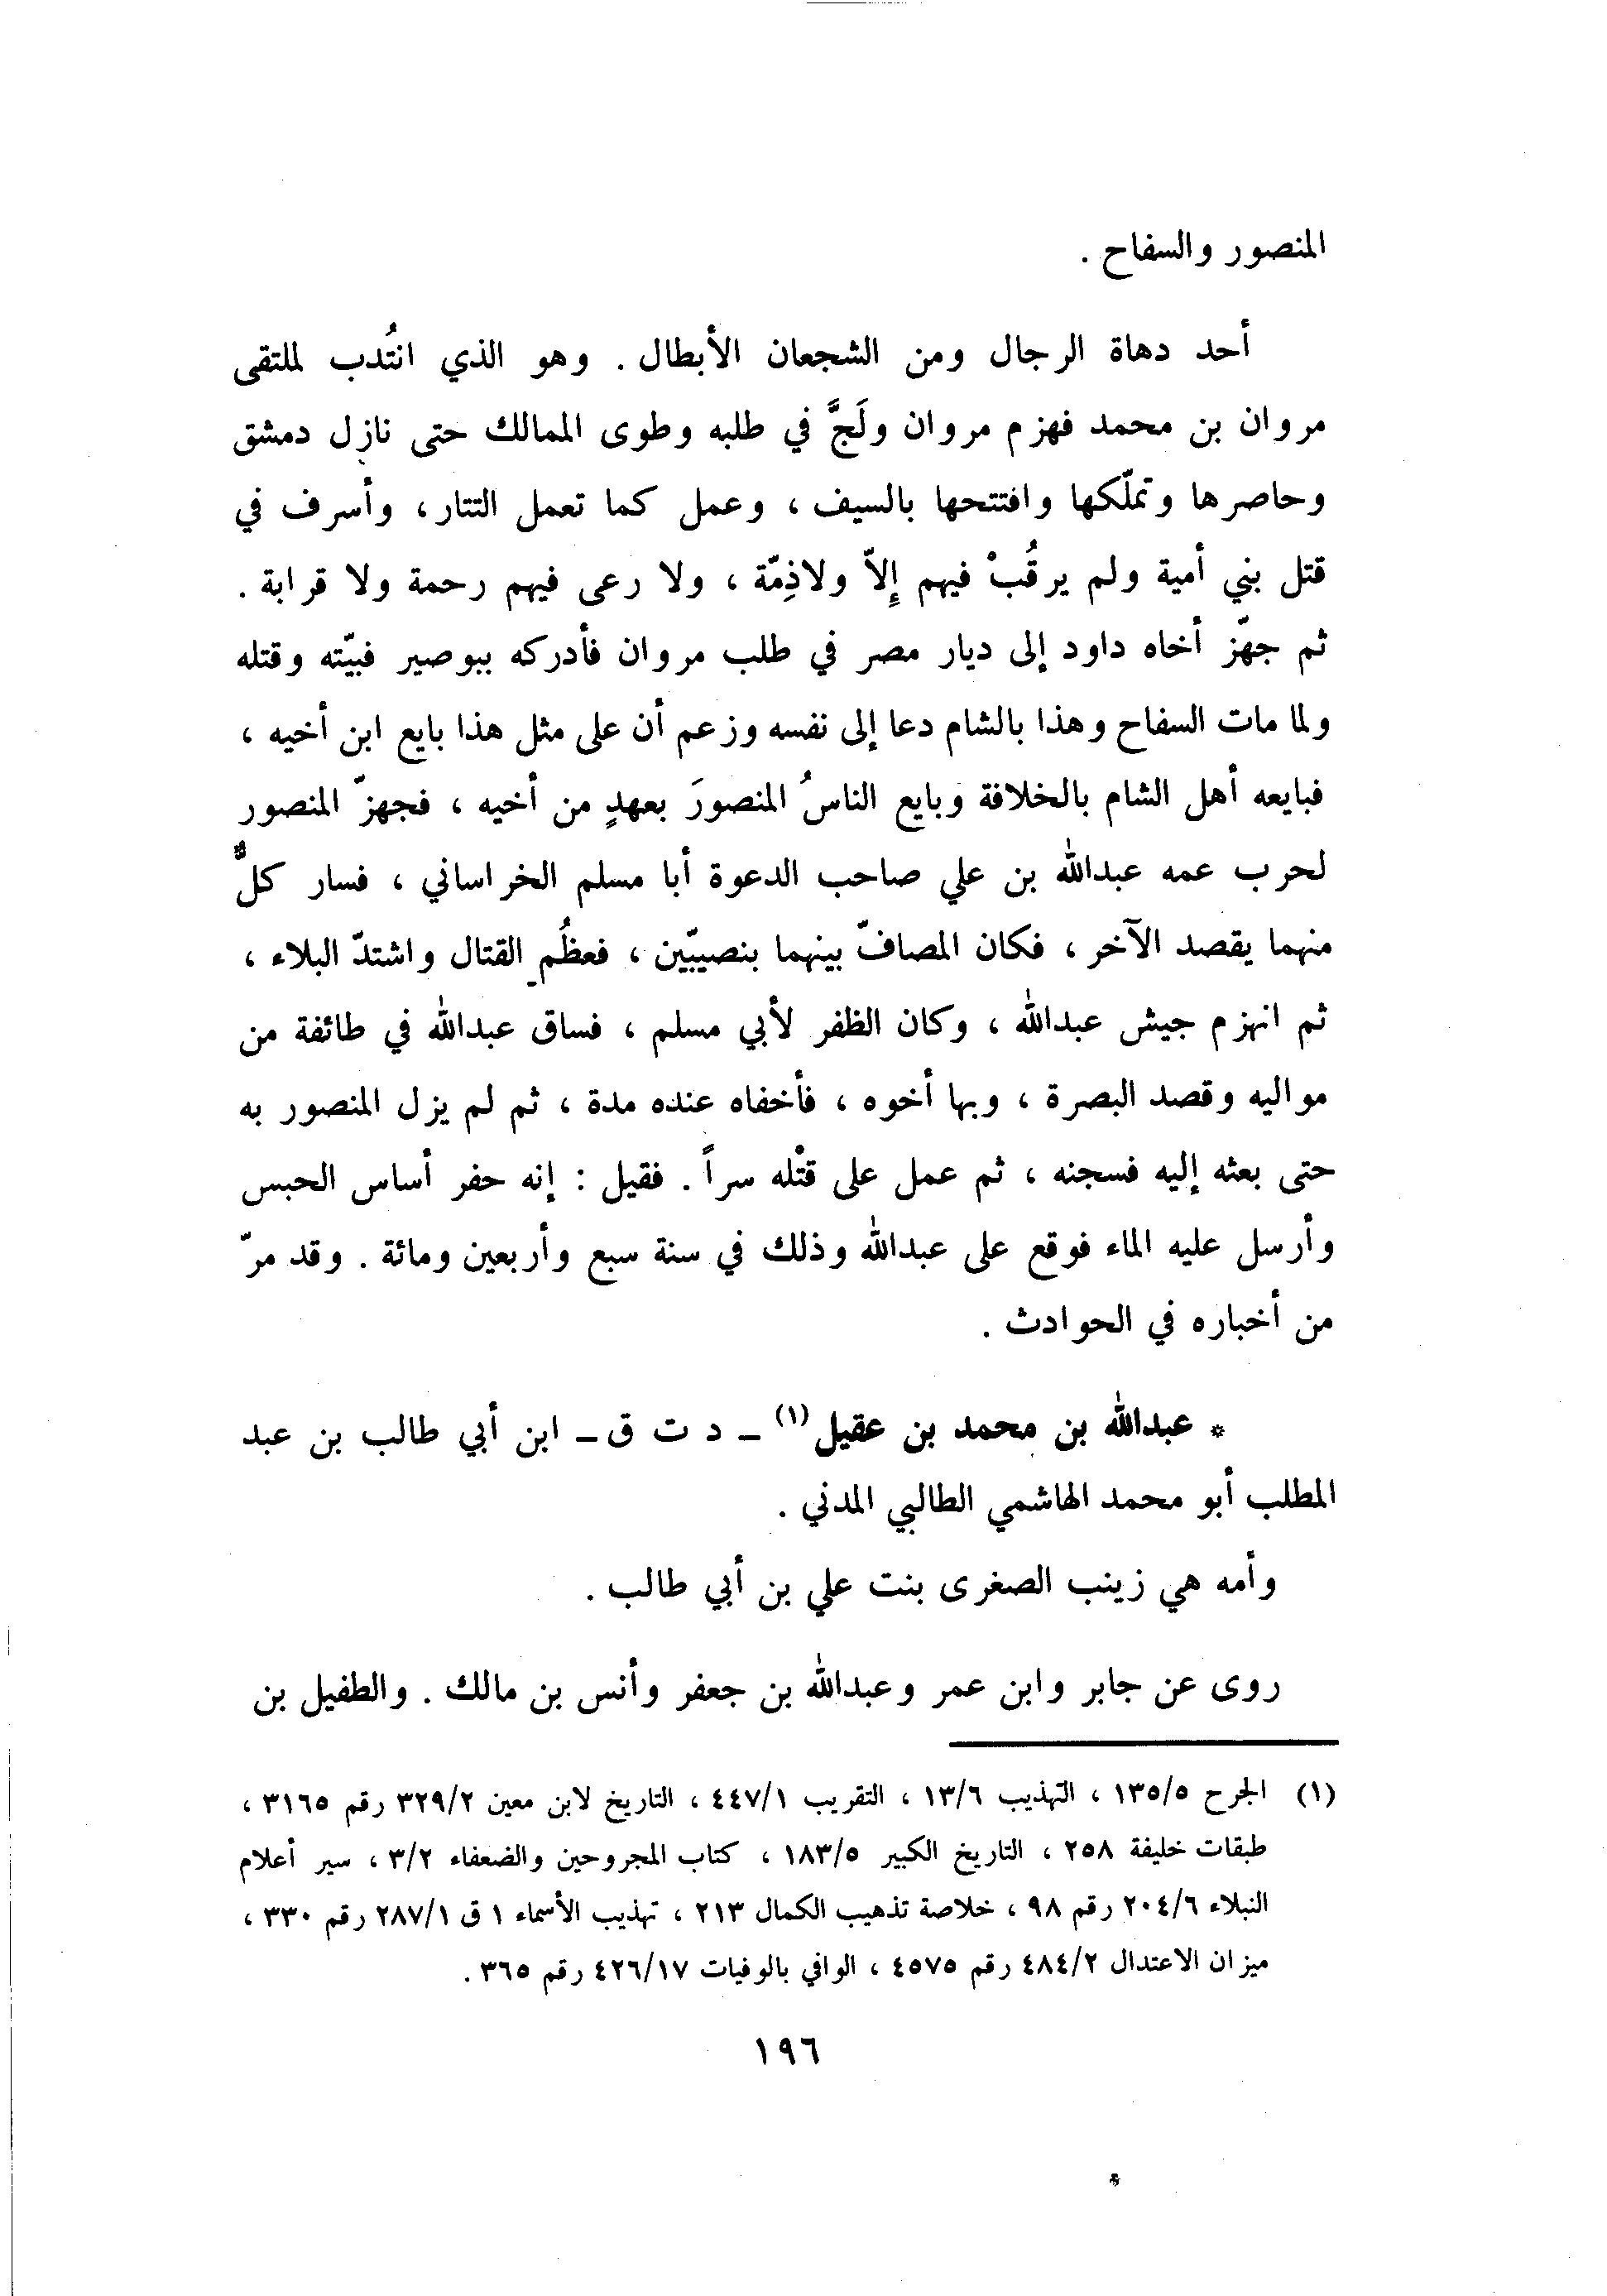 المنصور والسفاح .
أحد دهاة الرجال ومن الشجعان الأبطال . وهو الذي انتُدب لملتقى
مروان بن محمد فهزم مروان ولَجَّ في طلبه وطوى الممالك حتى نازل دمشق
وحاصرها وتملّكها وافتتحها بالسيف ، وعمل كما تعمل التتار ، وأسرف في
قتل بني أمية ولم يرقُبْ فيهم إِلاّ ولاذِمّة ، ولا رعى فيهم رحمة ولا قرابة .
ثم جهّز أخاه داود إلى ديار مصر في طلب مروان فأدركه ببوصير فبيّته وقتله
ولما مات السفاح وهذا بالشام دعا إلى نفسه وزعم أن على مثل هذا بايع ابن أخيه ،
فبايعه أهل الشام بالخلافة وبايع الناسُ المنصورَ بعهدٍ من أخيه ، فجهزّ المنصور
لحرب عمه عبدالله بن علي صاحب الدعوة أبا مسلم الخراساني ، فسار كلٌّ
منهما يقصد الآخر ، فكان المصافّ بينهما بنصيبّين ، فعظُم القتال واشتدّ البلاء ،
ثم انهزم جيش عبدالله ، وكان الظفر لأبي مسلم ، فساق عبدالله في طائفة من
مواليه وقصد البصرة ، وبها أخوه ، فأخفاه عنده مدة ، ثم لم يزل المنصور به
حتى بعثه إليه فسجنه ، ثم عمل على قتْله سراً . فقيل : إنه حفر أساس الحبس
وأرسل عليه الماء فوقع على عبدالله وذلك في سنة سبع وأربعين ومائة . وقد مرّ
من أخباره في الحوادث .
* عبدالله بن محمد بن عقيل (١) ـ د ت ق ـ ابن أبي طالب بن عبد
المطلب أبو محمد الهاشمي الطالبي المدني .
وأمه هي زينب الصغرى بنت علي بن أبي طالب .
روى عن جابر وابن عمر وعبدالله بن جعفر وأنس بن مالك . والطفيل بن
(١) الجرح ١٣٥/٥ ، التهذيب ١٣/٦ ، التقريب ٤٤٧/١ ، التاريخ لابن معين ٣٢٩/٢ رقم ٣١٦٥ ،
طبقات خليفة ٢٥٨ ، التاريخ الكبير ١٨٣/٥ ، كتاب المجروحين والضعفاء ٣/٢ ، سير أعلام
النبلاء ٢٠٤/٦ رقم ٩٨ ، خلاصة تذهيب الكمال ٢١٣ ، تهذيب الأسماء ١ ق ٢٨٧/١ رقم ٣٣٠ ،
ميزان الاعتدال ٤٨٤/٢ رقم ٤٥٧٥ ، الوافي بالوفيات ٤٢٦/١٧ رقم ٣٦٥ .
١٩٦